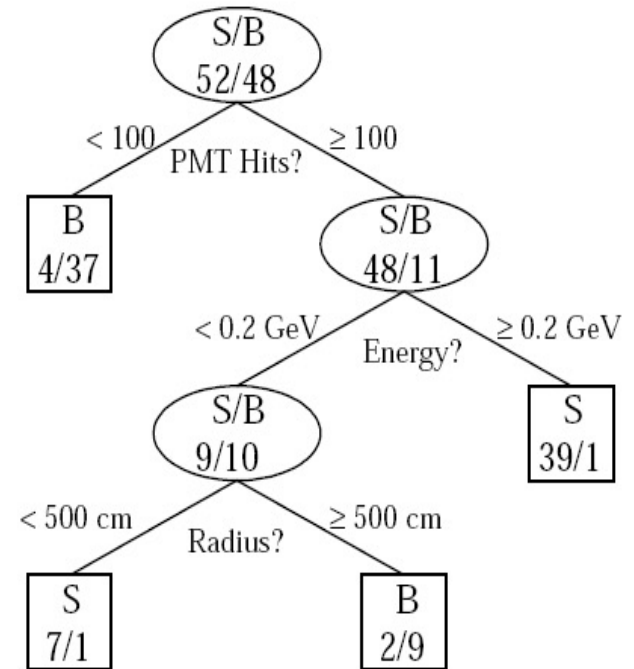 S/B
52/48
< 100
PMT Hits?
≥ 100
B
4/37
S/B
48/11
< 0.2 GeV
Energy?
≥ 0.2 GeV
S/B
9/10
S
39/1
< 500 cm
Radius?
≥ 500 cm
S
7/1
B
2/9